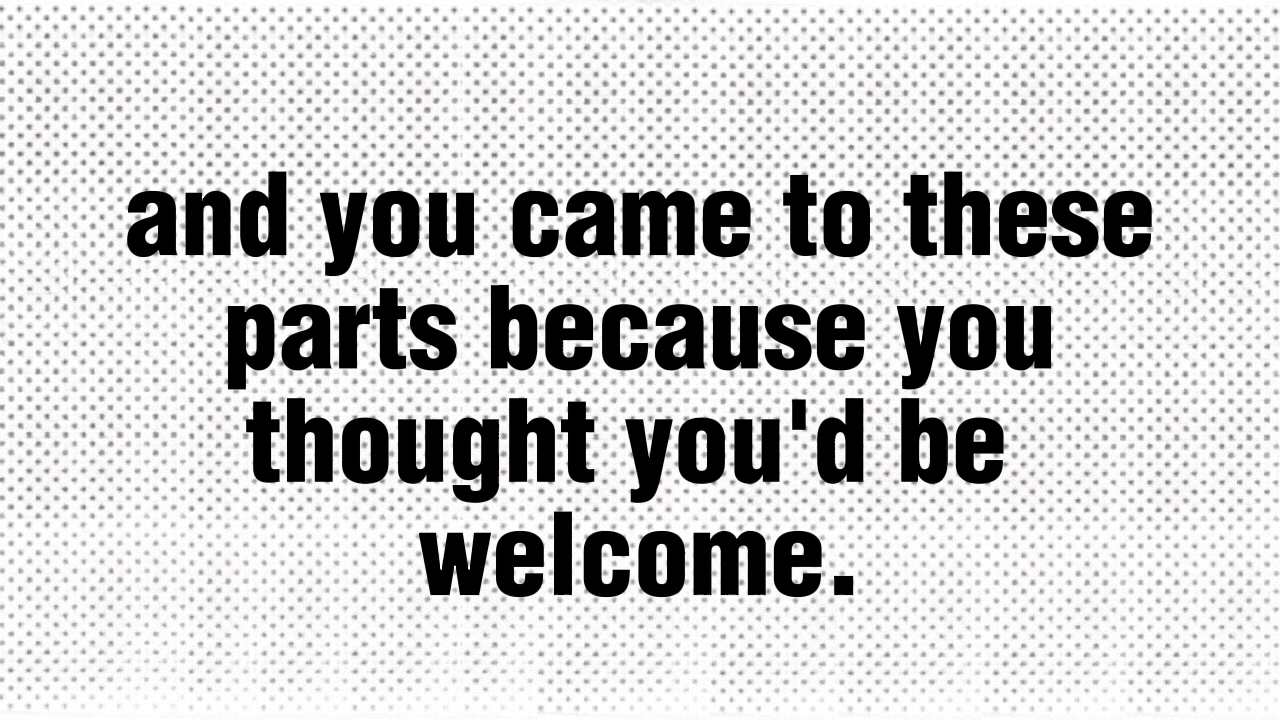 and you came to these
parts because you
thought you'd be
welcome.